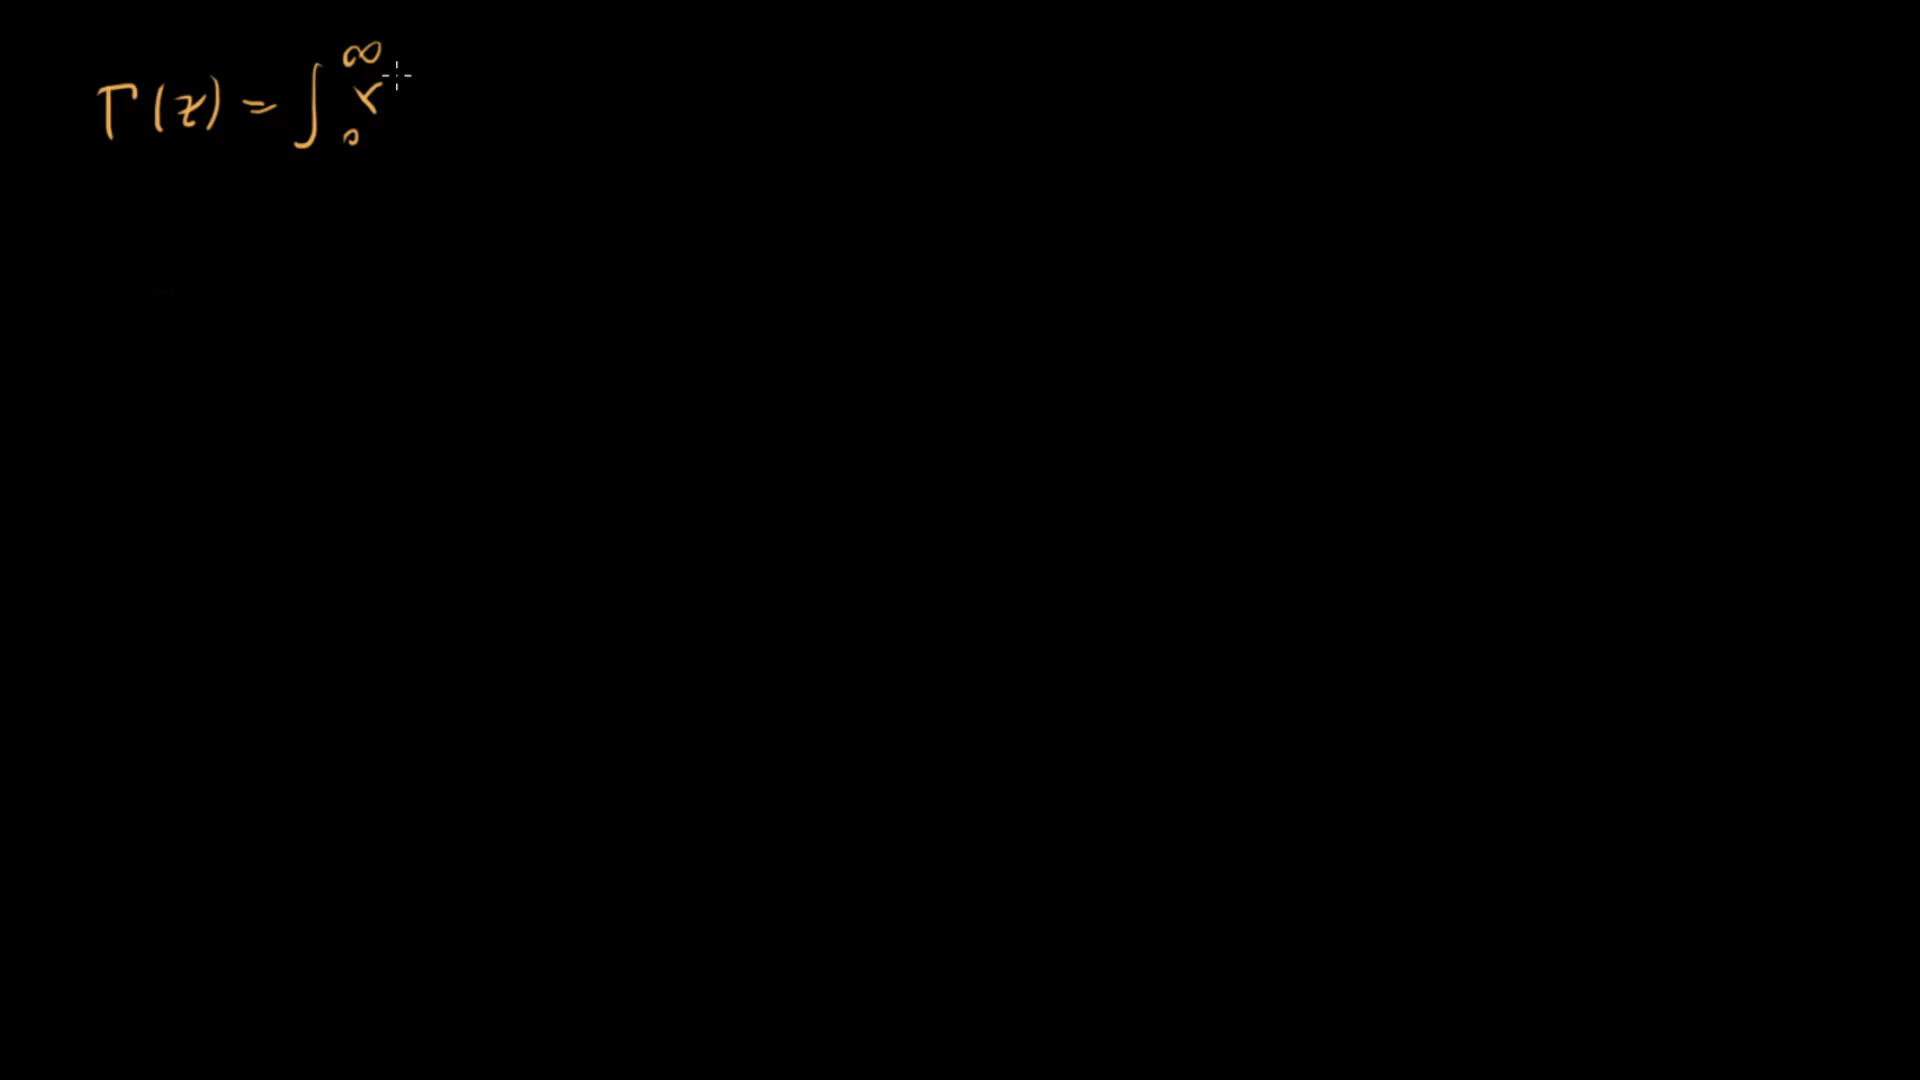 Γ(z) = ∫₀^∞ x